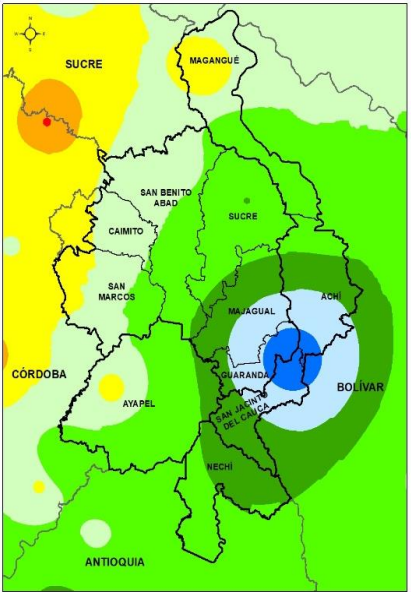 N
W E
S
SUCRE
MAGANGUÉ
SAN BENITO
ABAD
SUCRE
CAIMITO
SAN
MARCOS
ACHÍ
MAJAGUAL
GUARANDA
CÓRDOBA
BOLÍVAR
AYAPEL
SAN JACINTO
DEL CAUCA
NECHÍ
ANTIOQUIA